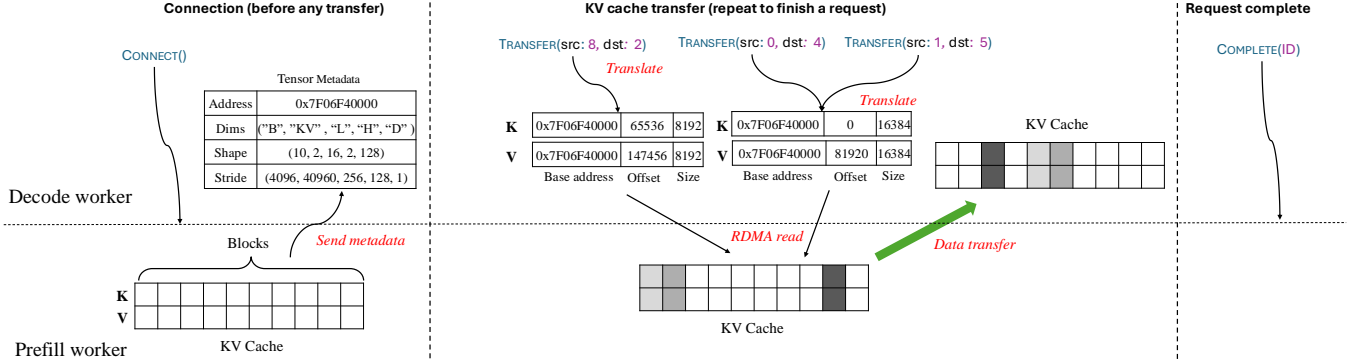 Connection (before any transfer)
KV cache transfer (repeat to finish a request)
Request complete
CONNECT()
Tensor Metadata
Address 0x7F06F40000
Dims ("B", "KV" , "L", "H", "D" )
Shape (10, 2, 16, 2, 128)
Stride (4096, 40960, 256, 128, 1)
Decode worker
Send metadata
Blocks
K
V
KV Cache
Prefill worker
TRANSFER(src: 8, dst: 2)
TRANSFER(src: 0, dst: 4)
TRANSFER(src: 1, dst: 5)
Translate
Translate
K 0x7F06F40000 65536 8192
V 0x7F06F40000 147456 8192
Base address Offset Size
K 0x7F06F40000 0 16384
V 0x7F06F40000 81920 16384
Base address Offset Size
KV Cache
RDMA read
Data transfer
KV Cache
COMPLETE(ID)